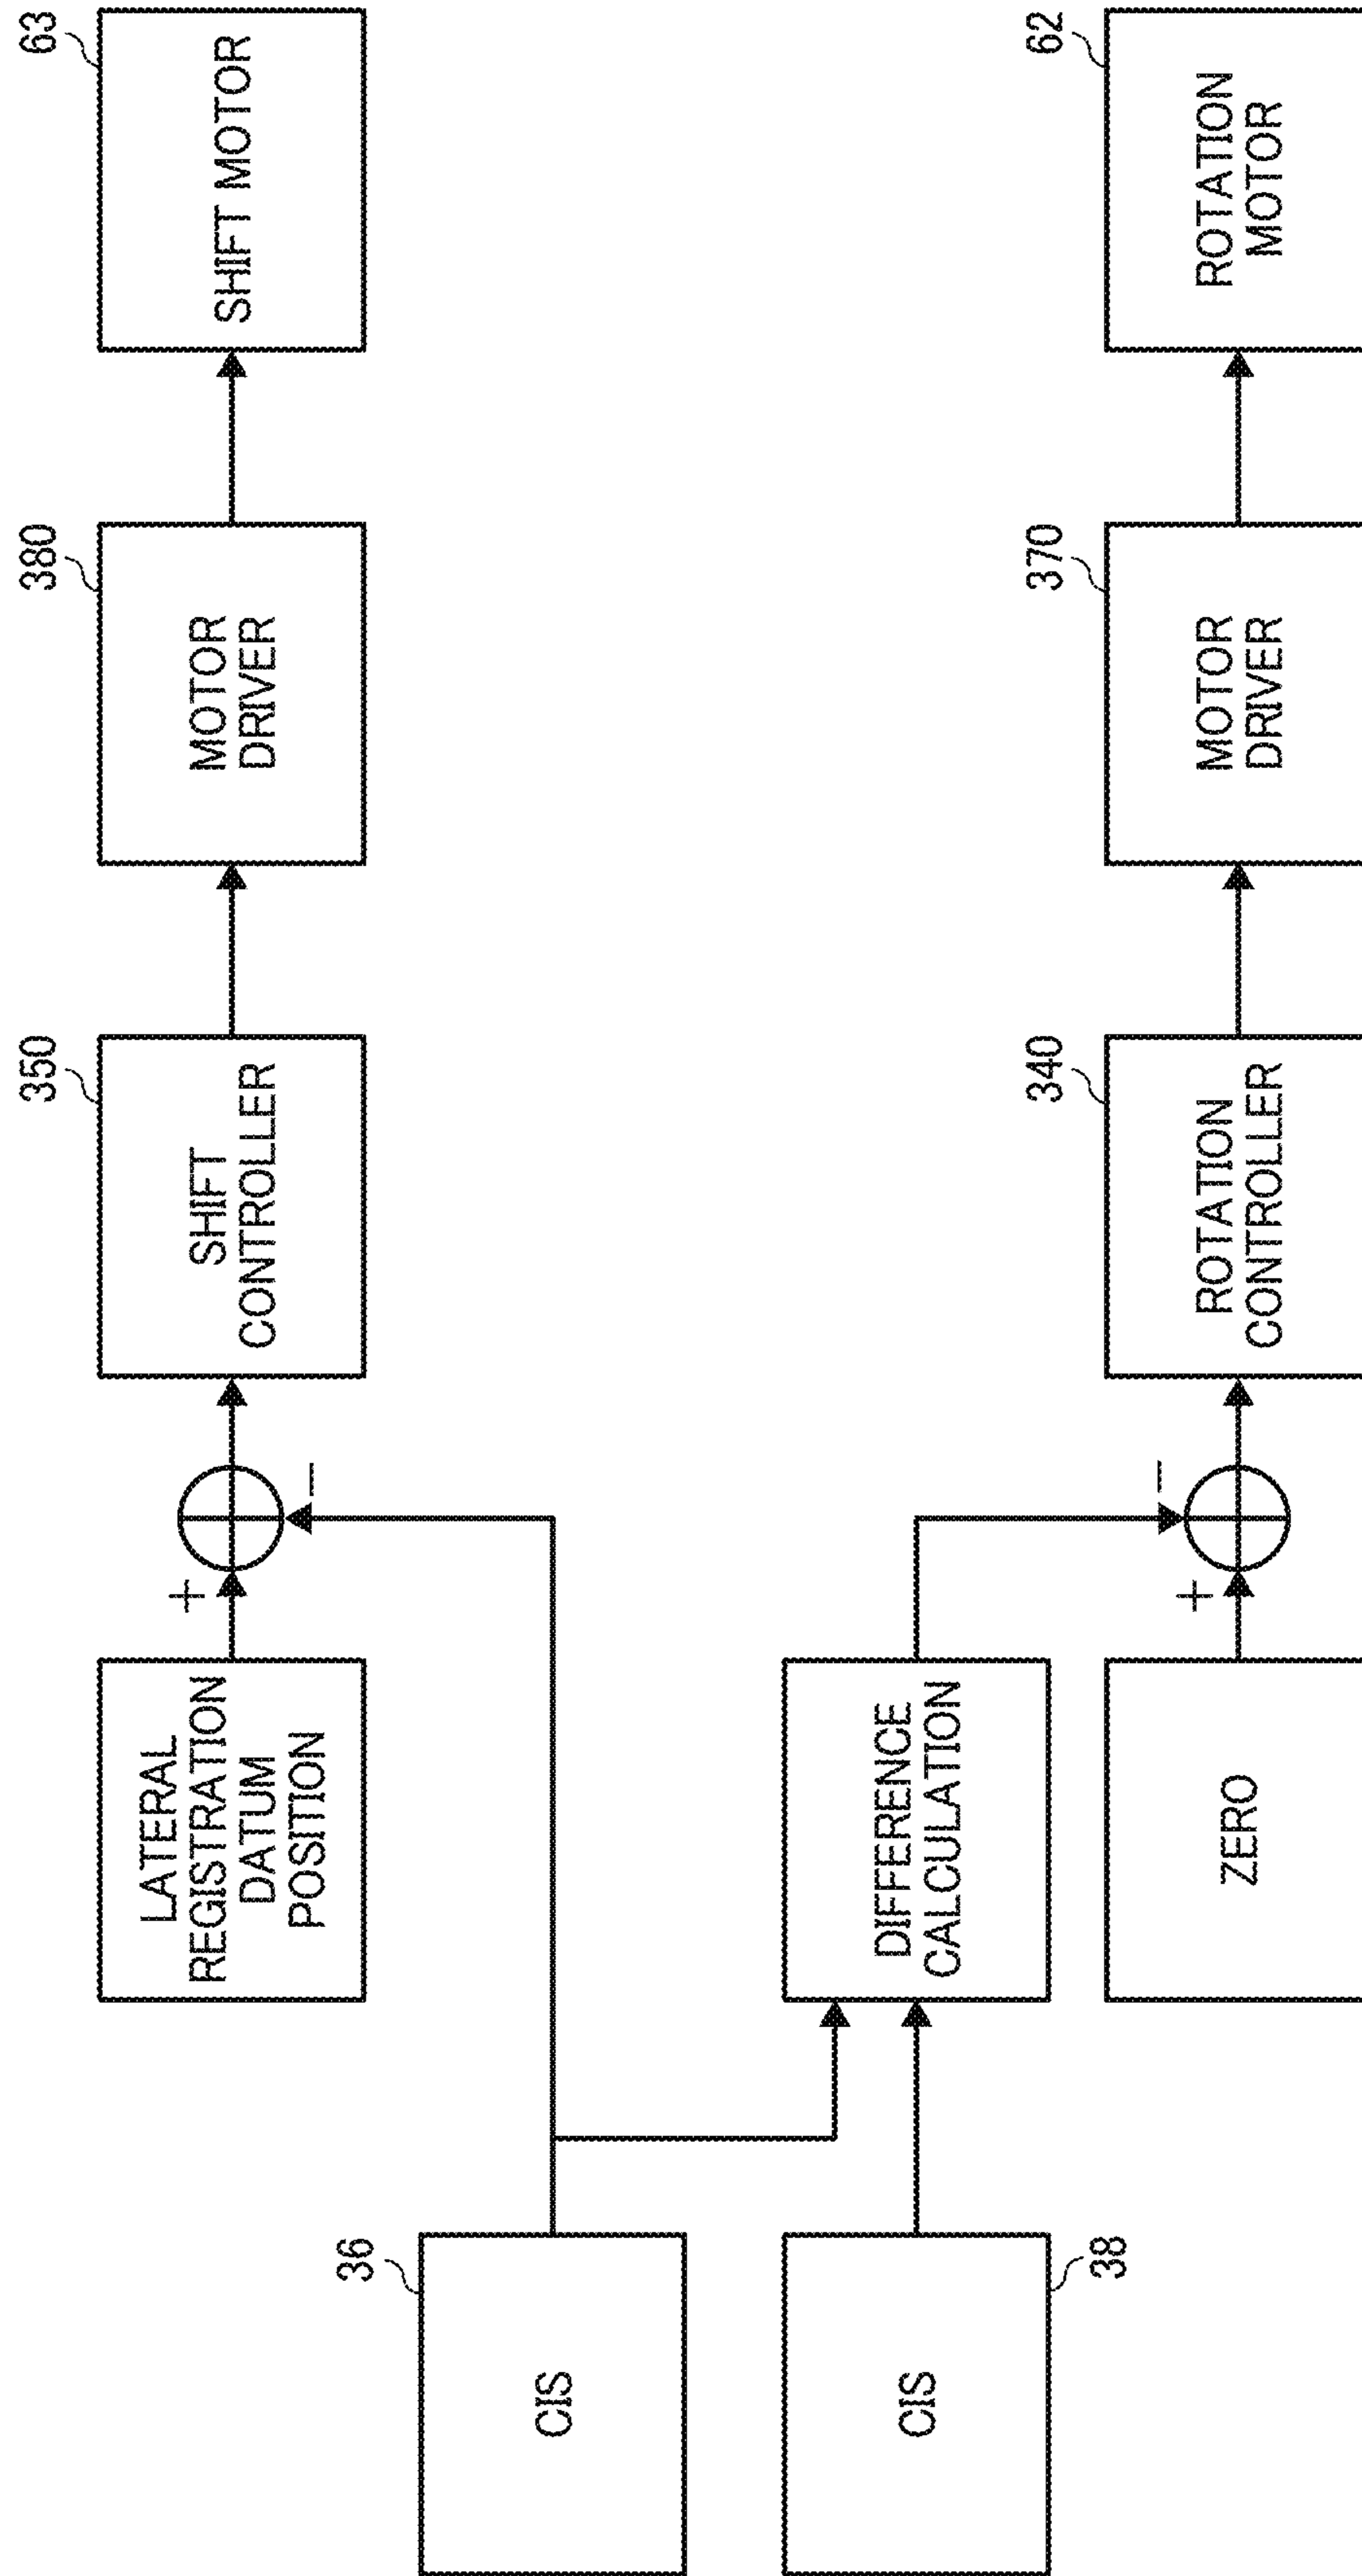 LATERAL
REGISTRATION
DATUM
POSITION
+
−
350
SHIFT
CONTROLLER
380
MOTOR
DRIVER
63
SHIFT MOTOR
36
CIS
CIS
38
DIFFERENCE
CALCULATION
ZERO
+
−
340
ROTATION
CONTROLLER
370
MOTOR
DRIVER
62
ROTATION
MOTOR